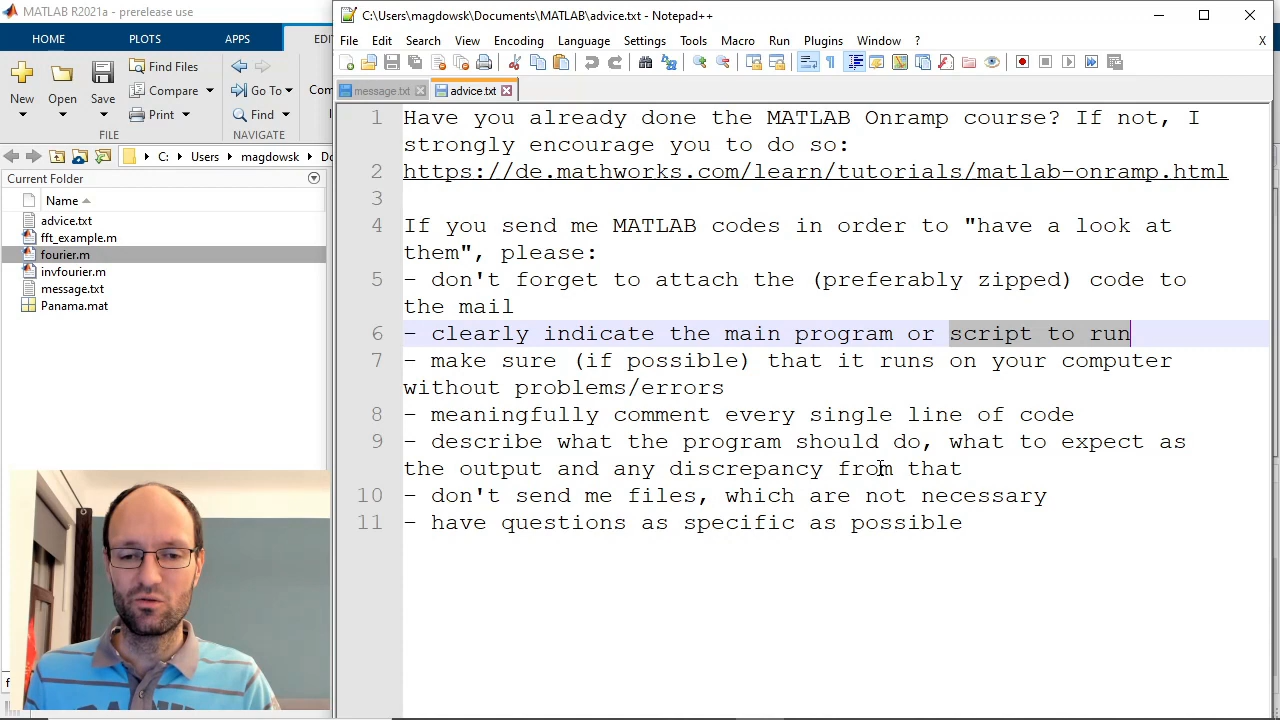 MATLAB R2021a - prerelease use
HOME PLOTS APPS
New Open Save
Find Files
Compare
Print
Go To
Find
FILE NAVIGATE
C: Users magdowsk
Current Folder
Name
advice.txt
fft_example.m
fourier.m
invfourier.m
message.txt
Panama.mat
C:\Users\magdowsk\Documents\MATLAB\advice.txt - Notepad++
File Edit Search View Encoding Language Settings Tools Macro Run Plugins Window ? X
message.txt advice.txt
1 Have you already done the MATLAB Onramp course? If not, I
strongly encourage you to do so:
2 https://de.mathworks.com/learn/tutorials/matlab-onramp.html
3
4 If you send me MATLAB codes in order to "have a look at
them", please:
5 - don't forget to attach the (preferably zipped) code to
the mail
6 - clearly indicate the main program or script to run
7 - make sure (if possible) that it runs on your computer
without problems/errors
8 - meaningfully comment every single line of code
9 - describe what the program should do, what to expect as
the output and any discrepancy from that
10 - don't send me files, which are not necessary
11 - have questions as specific as possible